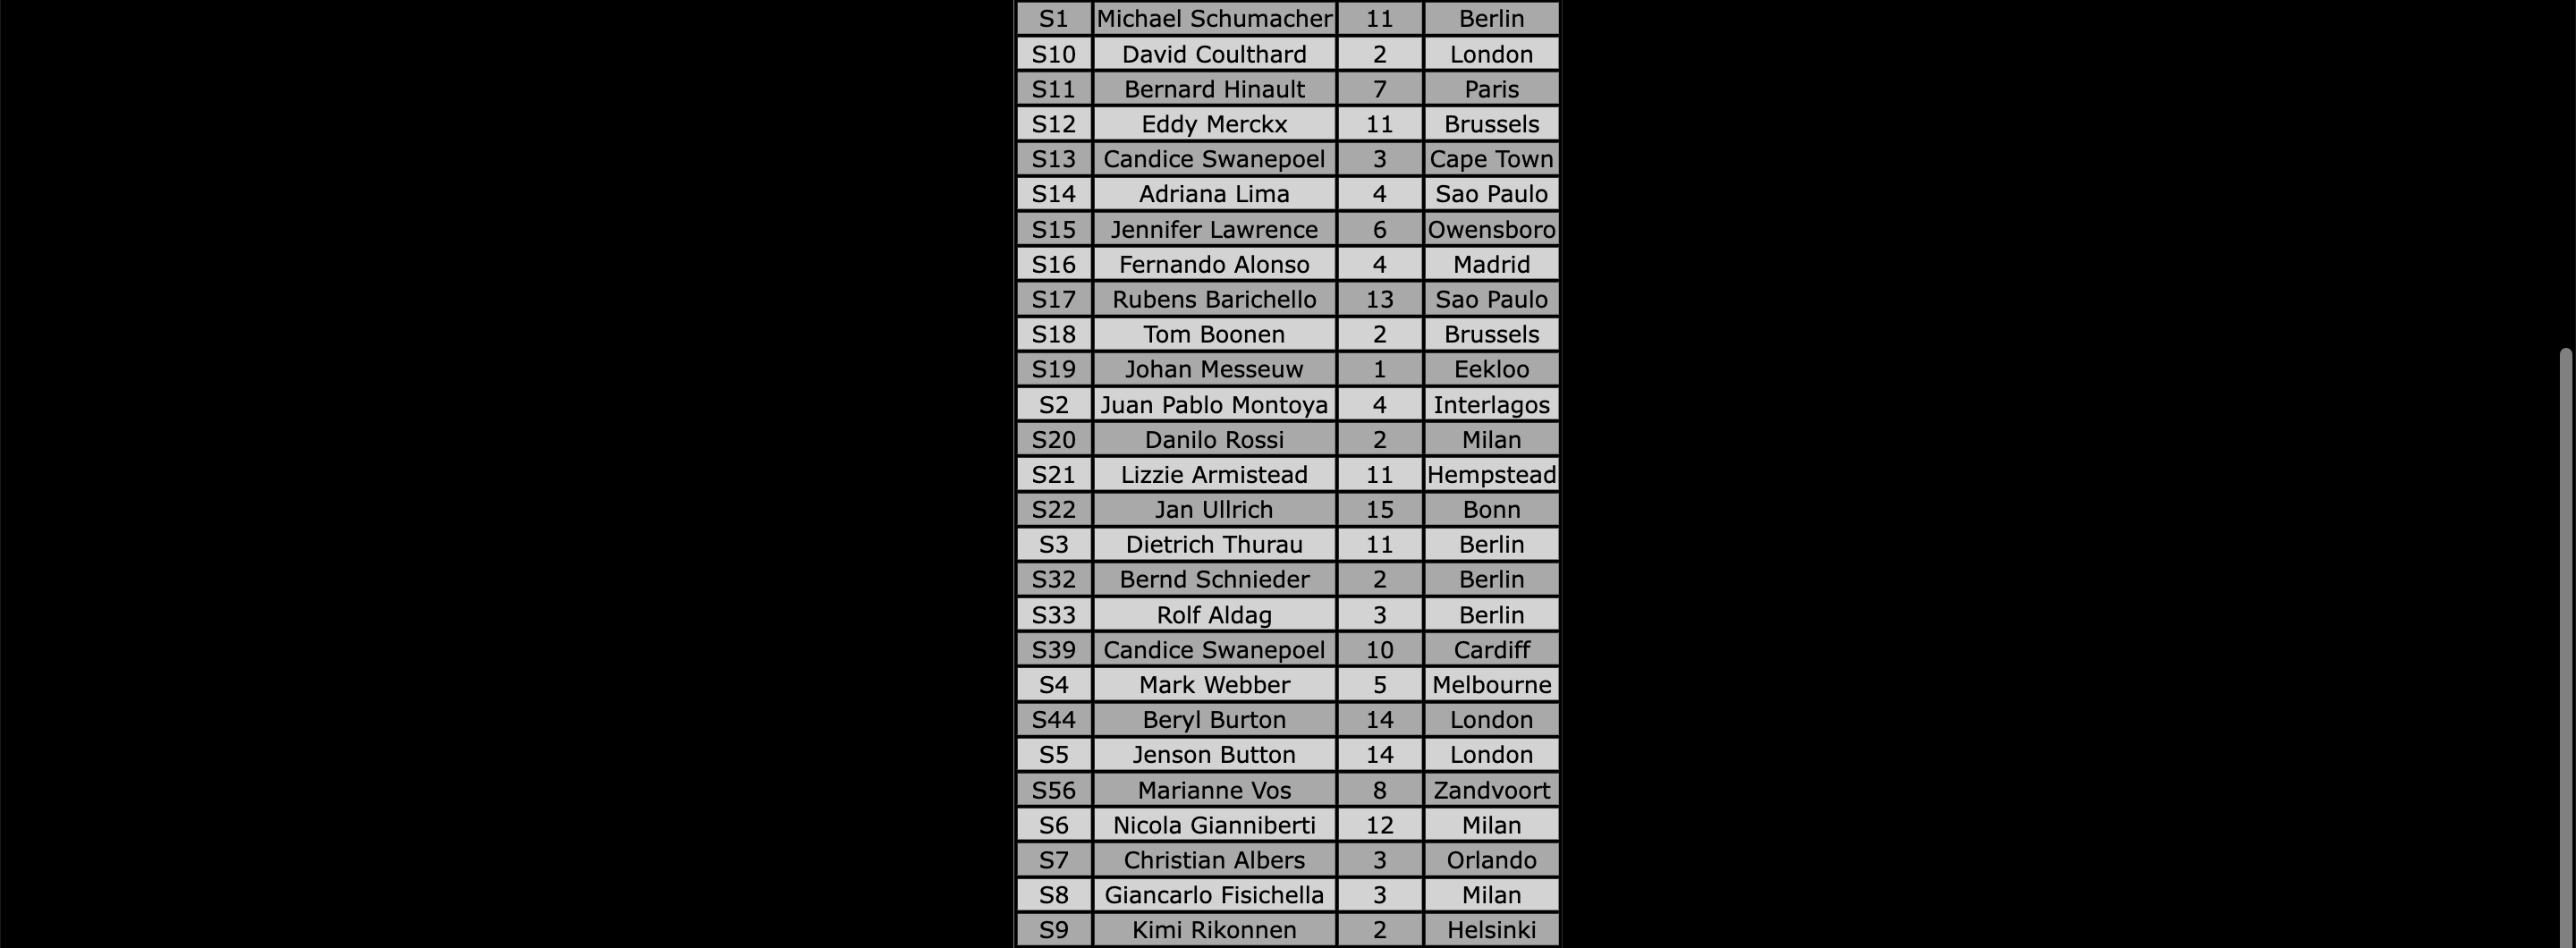 S1 Michael Schumacher 11 Berlin
S10 David Coulthard 2 London
S11 Bernard Hinault 7 Paris
S12 Eddy Merckx 11 Brussels
S13 Candice Swanepoel 3 Cape Town
S14 Adriana Lima 4 Sao Paulo
S15 Jennifer Lawrence 6 Owensboro
S16 Fernando Alonso 4 Madrid
S17 Rubens Barichello 13 Sao Paulo
S18 Tom Boonen 2 Brussels
S19 Johan Messeuw 1 Eekloo
S2 Juan Pablo Montoya 4 Interlagos
S20 Danilo Rossi 2 Milan
S21 Lizzie Armistead 11 Hempstead
S22 Jan Ullrich 15 Bonn
S3 Dietrich Thurau 11 Berlin
S32 Bernd Schnieder 2 Berlin
S33 Rolf Aldag 3 Berlin
S39 Candice Swanepoel 10 Cardiff
S4 Mark Webber 5 Melbourne
S44 Beryl Burton 14 London
S5 Jenson Button 14 London
S56 Marianne Vos 8 Zandvoort
S6 Nicola Gianniberti 12 Milan
S7 Christian Albers 3 Orlando
S8 Giancarlo Fisichella 3 Milan
S9 Kimi Rikonnen 2 Helsinki